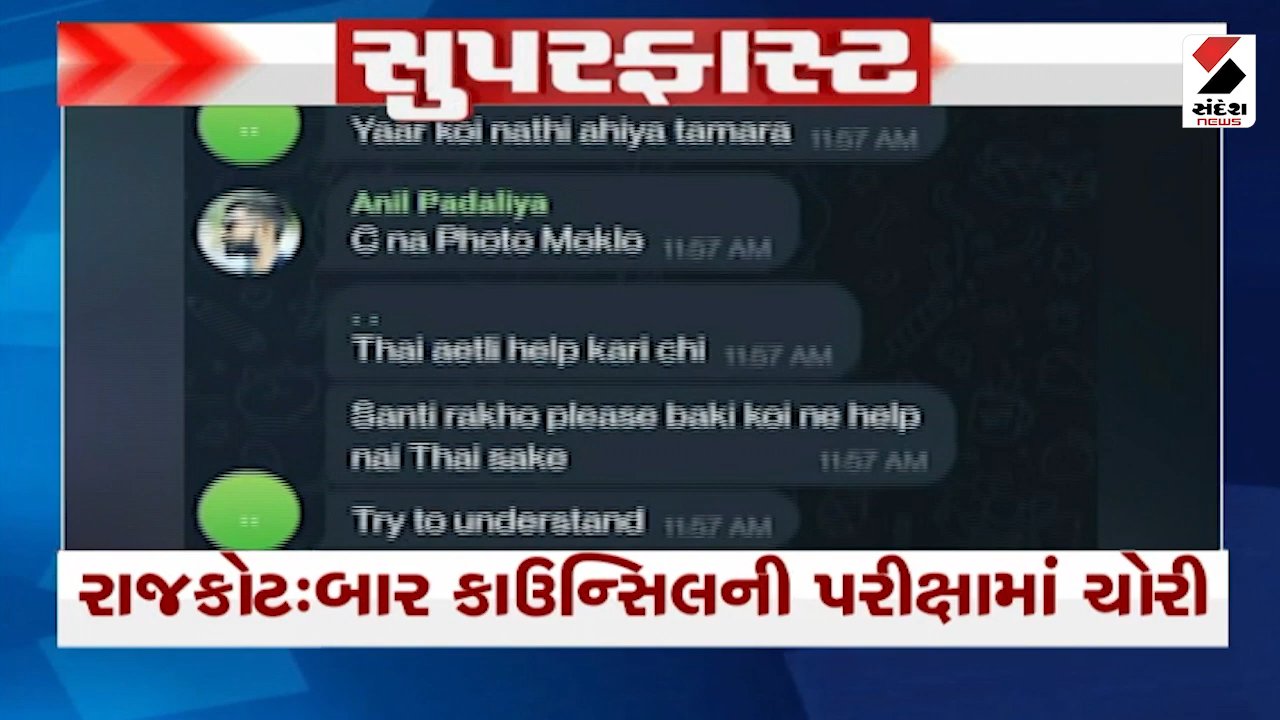 સુપરફાસ્ટ
સંદેશ
NEWS
Yaar koi nathi ahiya tamara 11:57 AM
Anil Padaliya
C na Photo Moklo 11:57 AM
. .
Thai aetli help kari chi 11:57 AM
Santi rakho please baki koi ne help
nai Thai sake 11:57 AM
Try to understand 11:57 AM
રાજકોટઃબાર કાઉન્સિલની પરીક્ષામાં ચોરી